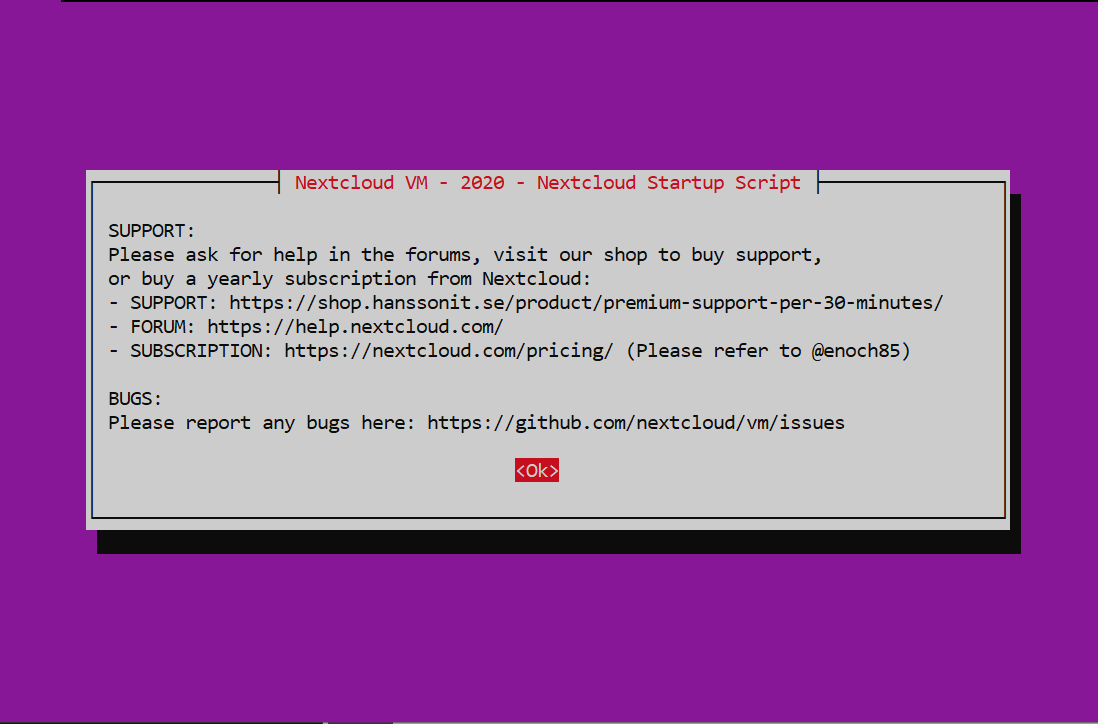 Nextcloud VM - 2020 - Nextcloud Startup Script
SUPPORT:
Please ask for help in the forums, visit our shop to buy support,
or buy a yearly subscription from Nextcloud:
- SUPPORT: https://shop.hanssonit.se/product/premium-support-per-30-minutes/
- FORUM: https://help.nextcloud.com/
- SUBSCRIPTION: https://nextcloud.com/pricing/ (Please refer to @enoch85)
BUGS:
Please report any bugs here: https://github.com/nextcloud/vm/issues
<Ok>